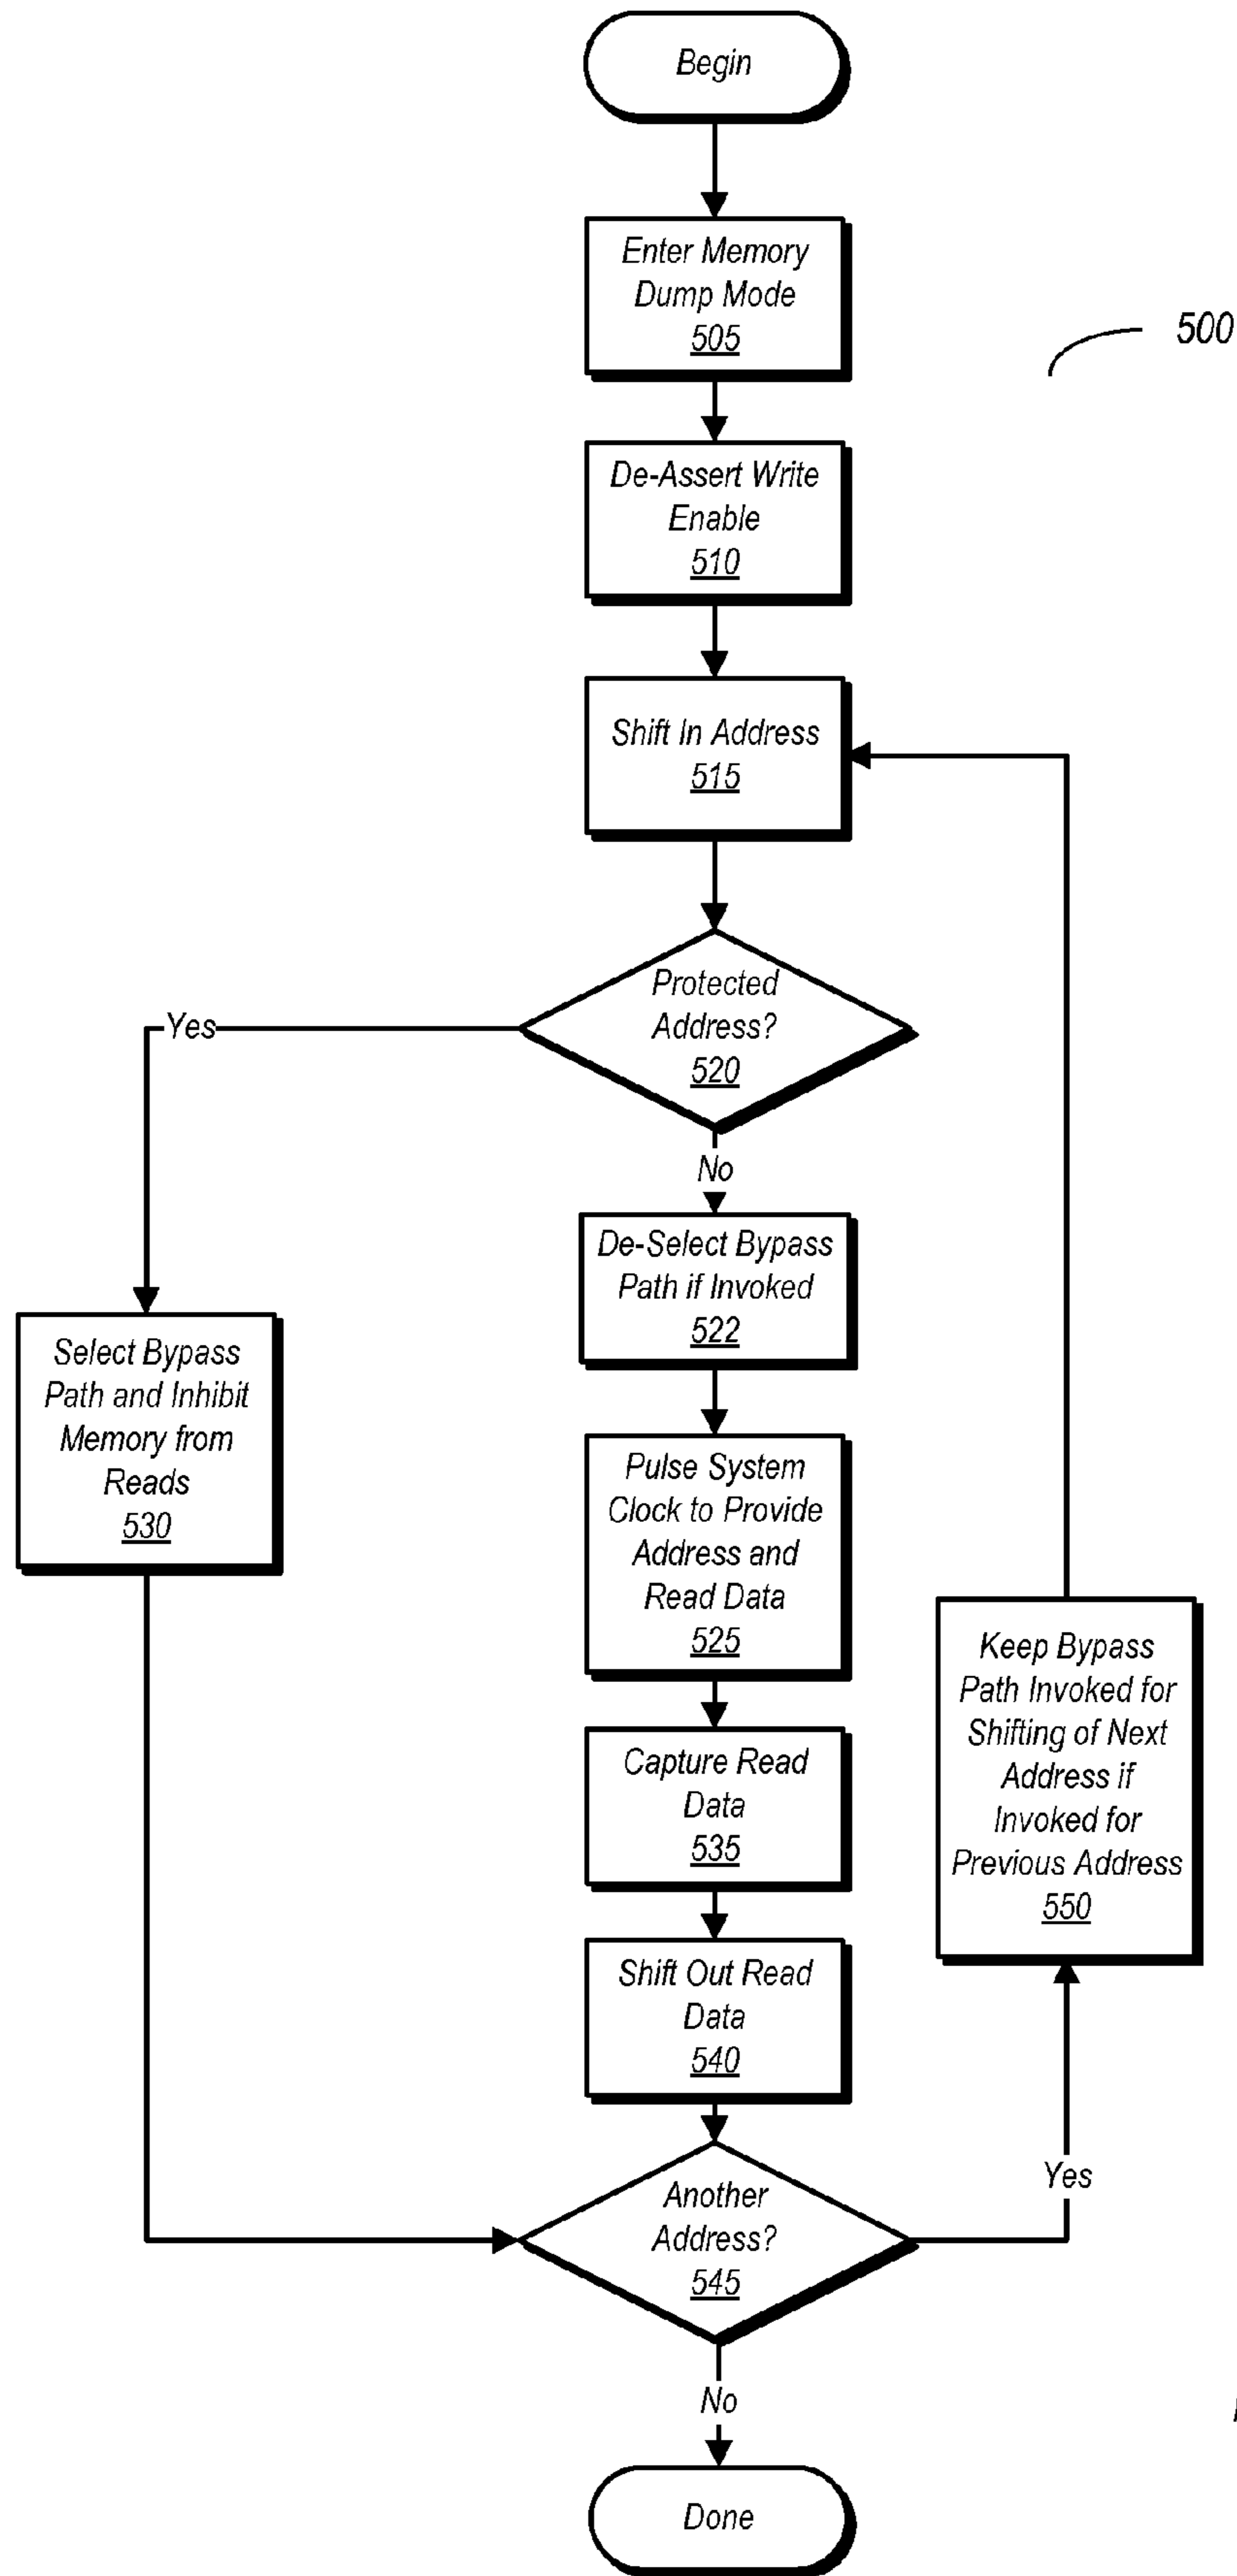 Begin
Enter Memory
Dump Mode
505
500
De-Assert Write
Enable
510
Shift In Address
515
Protected
Address?
520
Yes
No
De-Select Bypass
Path if Invoked
522
Select Bypass
Path and Inhibit
Memory from
Reads
530
Pulse System
Clock to Provide
Address and
Read Data
525
Keep Bypass
Path Invoked for
Shifting of Next
Address if
Invoked for
Previous Address
550
Capture Read
Data
535
Shift Out Read
Data
540
Another
Address?
545
Yes
No
Done